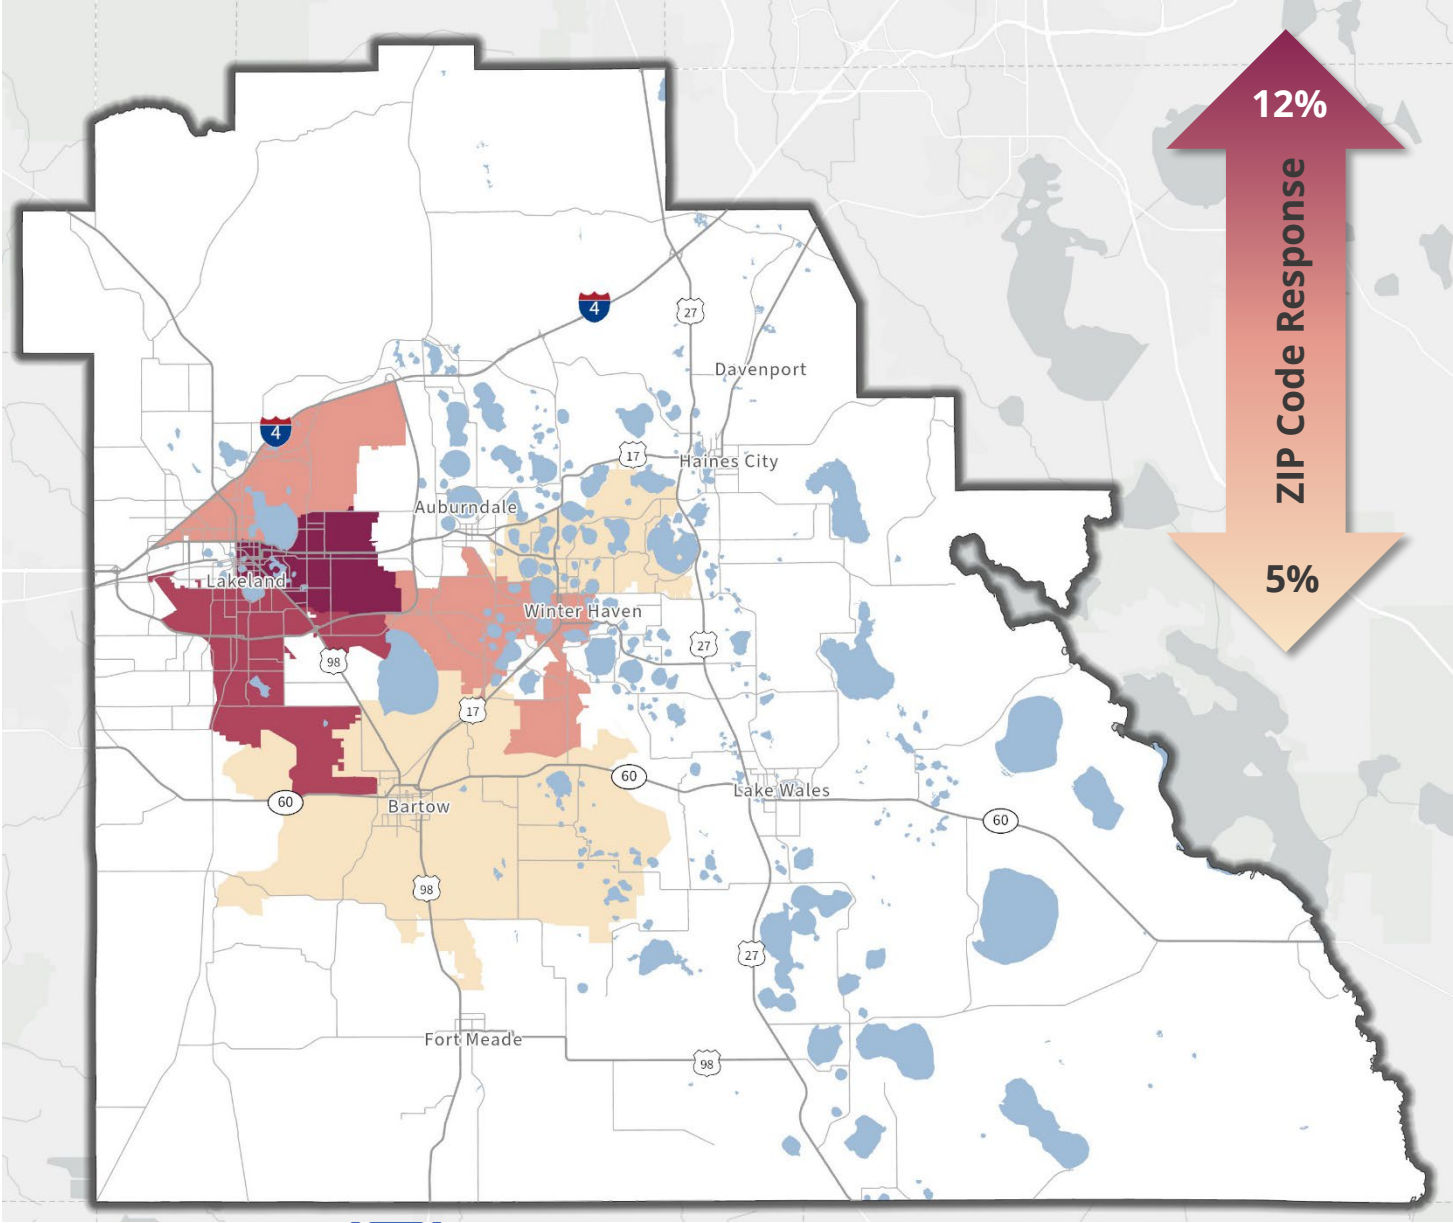 12%
ZIP Code Response
5%
4
27
Davenport
4
17
Haines City
Auburndale
Lakeland
Winter Haven
98
27
17
60
Lake Wales
60
Bartow
60
98
27
Fort Meade
98